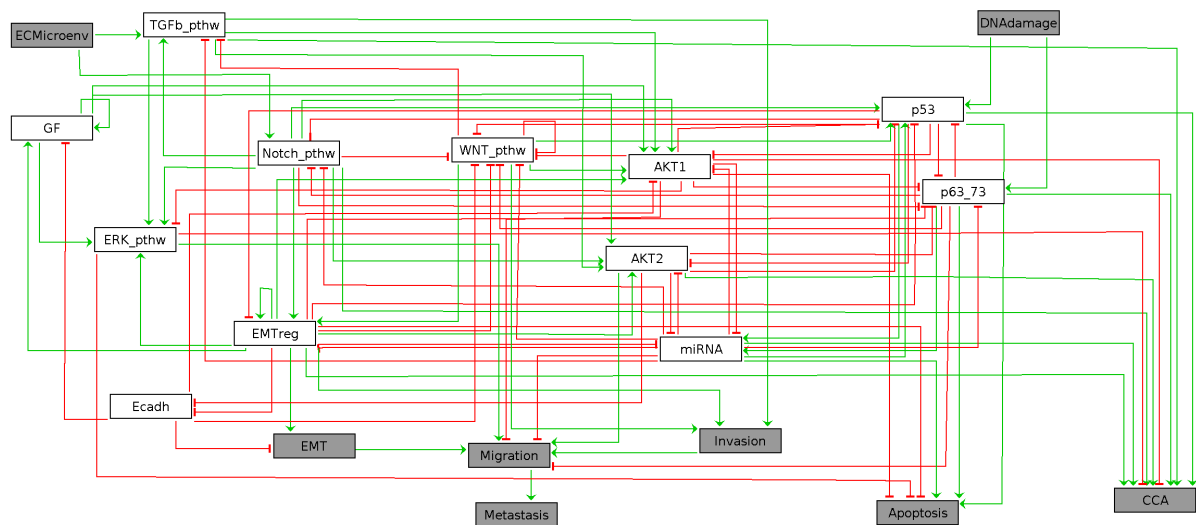 TGFb_pthw
DNAdamage
ECMicroenv
p53
GF
WNT_pthw
Notch_pthw
AKT1
p63_73
ERK_pthw
AKT2
EMTreg
miRNA
Ecadh
Invasion
EMT
Migration
CCA
Metastasis
Apoptosis